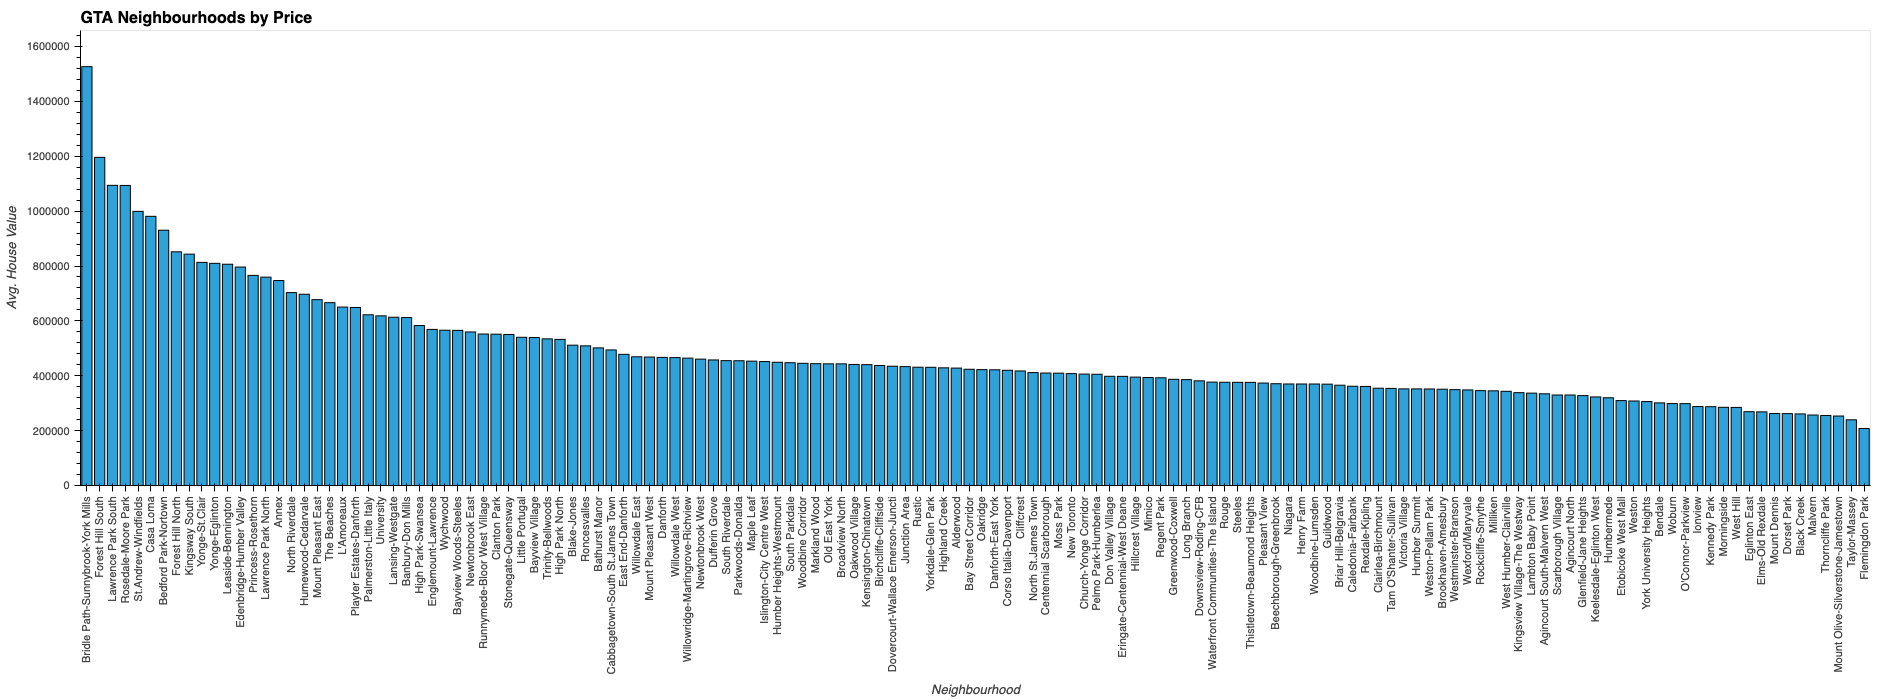 GTA Neighbourhoods by Price
1600000
1400000
1200000
1000000
800000
600000
400000
200000
0
Avg. House Value
Bridle Path-Sunnybrook-York Mills
Forest Hill South
Lawrence Park South
Rosedale-Moore Park
St.Andrew-Windfields
Casa Loma
Bedford Park-Nortown
Forest Hill North
Kingsway South
Yonge-St.Clair
Yonge-Eglinton
Leaside-Bennington
Edenbridge-Humber Valley
Princess-Rosethorn
Lawrence Park North
Annex
North Riverdale
Humewood-Cedarvale
Mount Pleasant East
The Beaches
L'Amoreaux
Playter Estates-Danforth
Palmerston-Little Italy
University
Lansing-Westgate
Banbury-Don Mills
High Park-Swansea
Englemount-Lawrence
Wychwood
Bayview Woods-Steeles
Newtonbrook East
Runnymede-Bloor West Village
Clanton Park
Stonegate-Queensway
Little Portugal
Bayview Village
Trinity-Bellwoods
High Park North
Blake-Jones
Roncesvalles
Bathurst Manor
Cabbagetown-South St.James Town
East End-Danforth
Willowdale East
Mount Pleasant West
Danforth
Willowdale West
Willowridge-Martingrove-Richview
Newtonbrook West
Dufferin Grove
South Riverdale
Parkwoods-Donalda
Maple Leaf
Islington-City Centre West
Humber Heights-Westmount
South Parkdale
Woodbine Corridor
Markland Wood
Old East York
Broadview North
Oakwood Village
Kensington-Chinatown
Birchcliffe-Cliffside
Dovercourt-Wallace Emerson-Juncti
Junction Area
Rustic
Yorkdale-Glen Park
Highland Creek
Alderwood
Bay Street Corridor
Oakridge
Danforth-East York
Corso Italia-Davenport
Cliffcrest
North St.James Town
Centennial Scarborough
Moss Park
New Toronto
Church-Yonge Corridor
Pelmo Park-Humberlea
Don Valley Village
Eringate-Centennial-West Deane
Hillcrest Village
Mimico
Regent Park
Greenwood-Coxwell
Long Branch
Downsview-Roding-CFB
Waterfront Communities-The Island
Rouge
Steeles
Thistletown-Beaumond Heights
Pleasant View
Beechborough-Greenbrook
Niagara
Henry Farm
Woodbine-Lumsden
Guildwood
Briar Hill-Belgravia
Caledonia-Fairbank
Rexdale-Kipling
Clairlea-Birchmount
Tam O'Shanter-Sullivan
Victoria Village
Humber Summit
Weston-Pellam Park
Brookhaven-Amesbury
Westminster-Branson
Wexford/Maryvale
Rockcliffe-Smythe
Milliken
West Humber-Clairville
Kingsview Village-The Westway
Lambton Baby Point
Agincourt South-Malvern West
Scarborough Village
Agincourt North
Glenfield-Jane Heights
Keelesdale-Eglinton West
Humbermede
Etobicoke West Mall
Weston
York University Heights
Bendale
Woburn
O'Connor-Parkview
Ionview
Kennedy Park
Morningside
West Hill
Eglinton East
Elms-Old Rexdale
Mount Dennis
Dorset Park
Black Creek
Malvern
Thorncliffe Park
Mount Olive-Silverstone-Jamestown
Taylor-Massey
Flemingdon Park
Neighbourhood